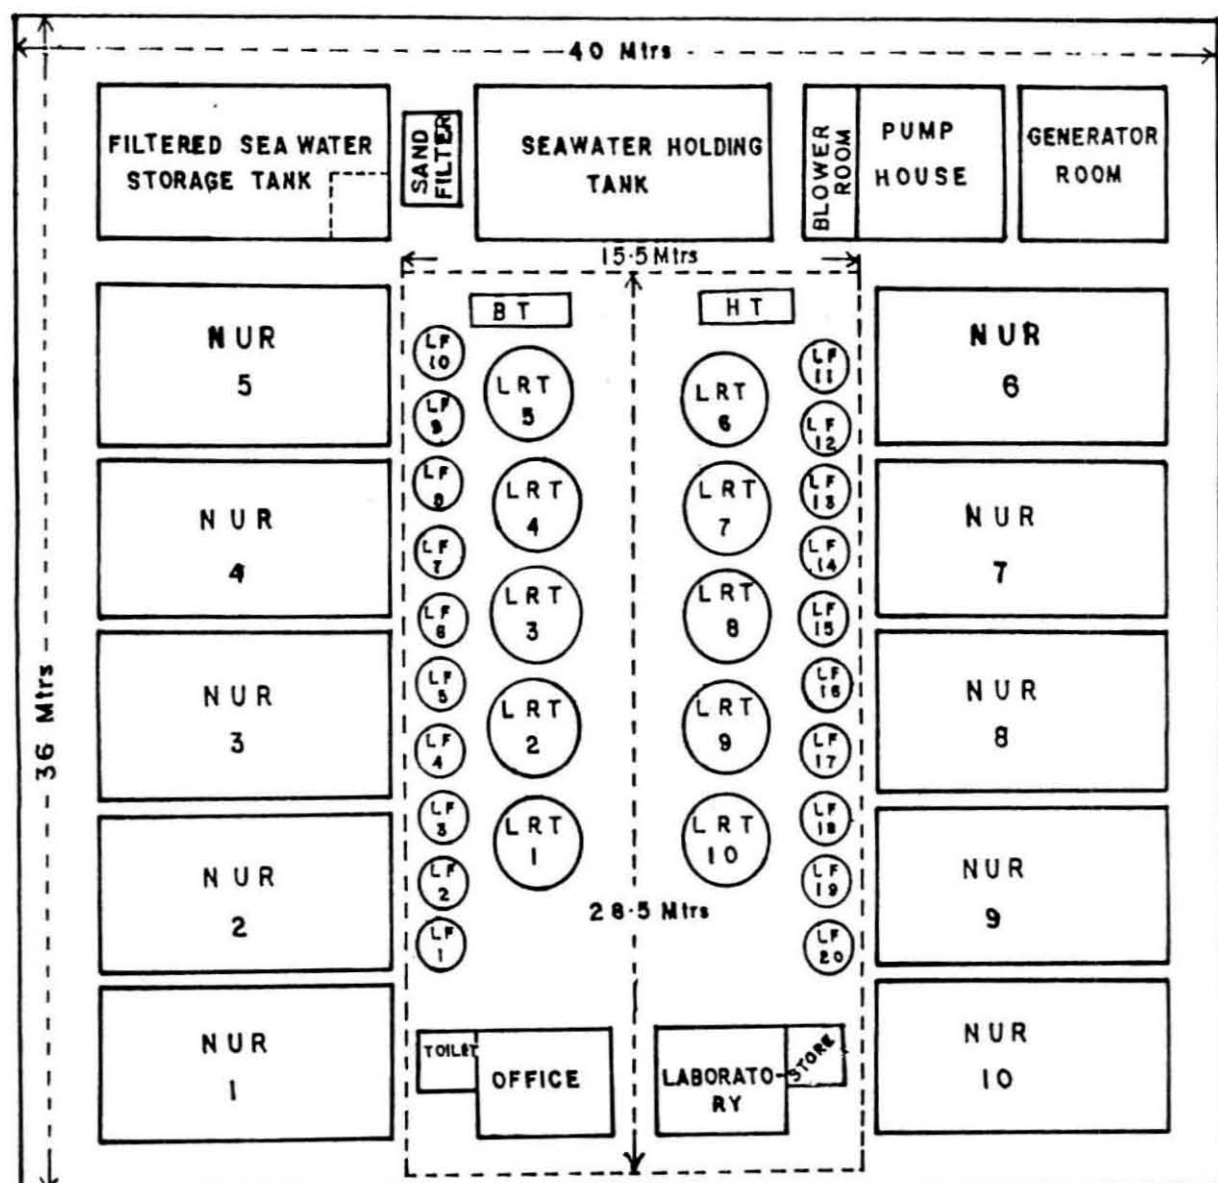 40 Mtrs
FILTERED SEA WATER
STORAGE TANK
SAND
FILTER
SEAWATER HOLDING
TANK
BLOWER
ROOM
PUMP
HOUSE
GENERATOR
ROOM
15.5 Mtrs
36 Mtrs
28.5 Mtrs
NUR
5
NUR
4
NUR
3
NUR
2
NUR
1
BT
HT
LF
10
LF
9
LF
8
LF
7
LF
6
LF
5
LF
4
LF
3
LF
2
LF
1
LRT
5
LRT
4
LRT
3
LRT
2
LRT
1
LRT
6
LRT
7
LRT
8
LRT
9
LRT
10
LF
11
LF
12
LF
13
LF
14
LF
15
LF
16
LF
17
LF
18
LF
19
LF
20
NUR
6
NUR
7
NUR
8
NUR
9
NUR
10
TOILET
OFFICE
LABORATO-
RY
STORE